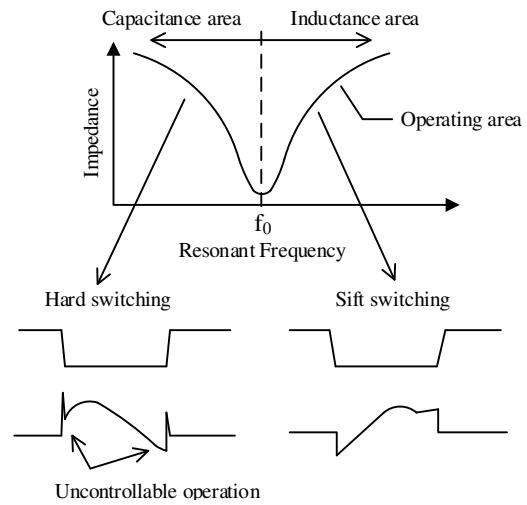 Capacitance area
Inductance area
Impedance
Operating area
f0
Resonant Frequency
Hard switching
Sift switching
Uncontrollable operation